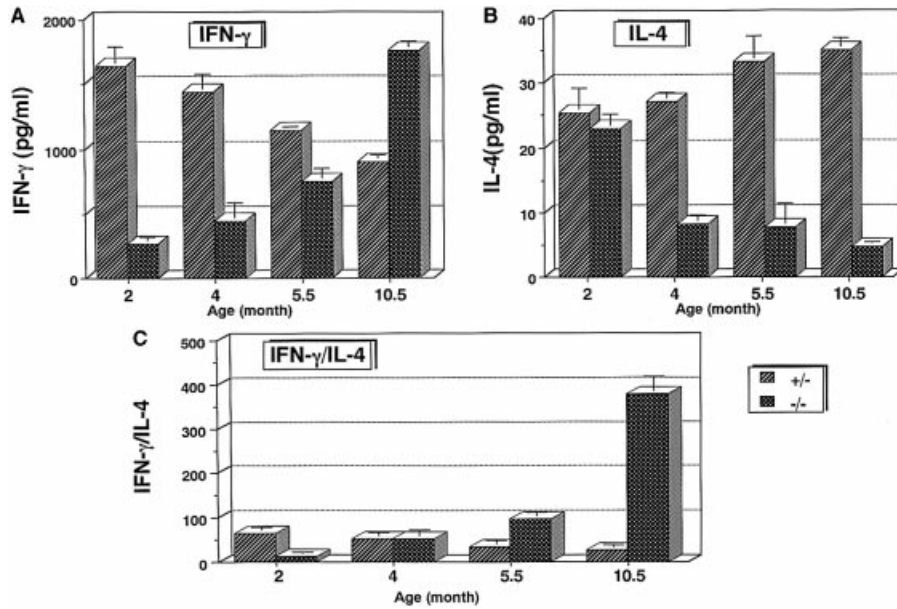 A
IFN-γ
IFN-γ (pg/ml)
2000
1000
0
2 4 5.5 10.5
Age (month)
B
IL-4
IL-4(pg/ml)
40
30
20
10
0
2 4 5.5 10.5
Age (month)
C
IFN-γ/IL-4
IFN-γ/IL-4
500
400
300
200
100
0
2 4 5.5 10.5
Age (month)
+/-
-/-